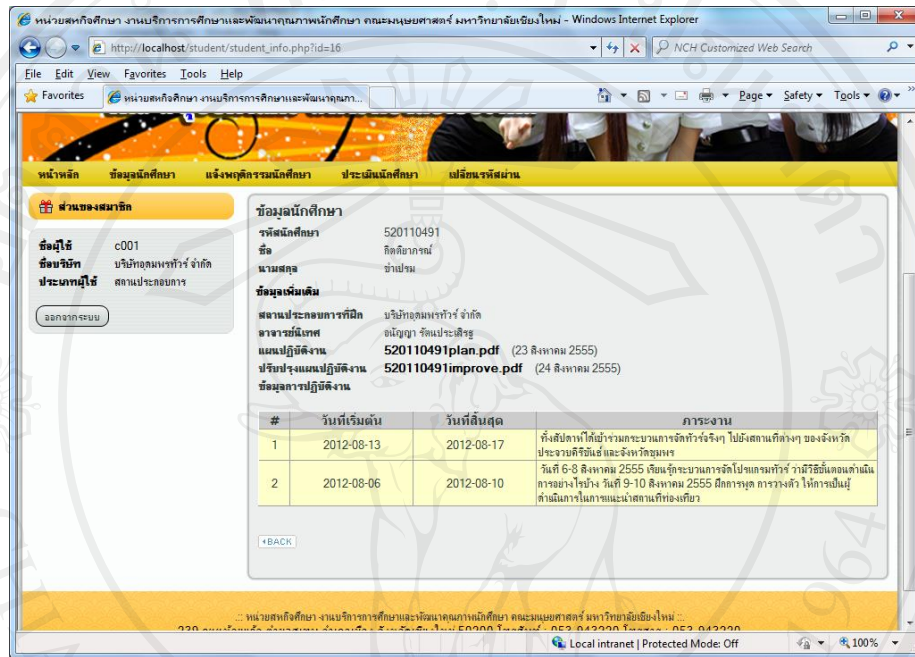 หน่วยสหกิจศึกษา งานบริการการศึกษาและพัฒนาคุณภาพนักศึกษา คณะมนุษยศาสตร์ มหาวิทยาลัยเชียงใหม่ - Windows Internet Explorer
http://localhost/student/student_info.php?id=16
NCH Customized Web Search
File Edit View Favorites Tools Help
Favorites หน่วยสหกิจศึกษา งานบริการการศึกษาและพัฒนาคุณภา... Page Safety Tools
หน้าหลัก ข้อมูลนักศึกษา แจ้งพฤติกรรมนักศึกษา ประเมินนักศึกษา เปลี่ยนรหัสผ่าน
ส่วนของสมาชิก
ชื่อผู้ใช้ c001
ชื่อบริษัท บริษัทอุดมพรทัวร์ จำกัด
ประเภทผู้ใช้ สถานประกอบการ
ออกจากระบบ
ข้อมูลนักศึกษา
รหัสนักศึกษา 520110491
ชื่อ กิตติยาภรณ์
นามสกุล ขำเปรม
ข้อมูลเพิ่มเติม
สถานประกอบการที่ฝึก บริษัทอุดมพรทัวร์ จำกัด
อาจารย์นิเทศ อนัญญา รัตนประเสริฐ
แผนปฏิบัติงาน 520110491plan.pdf (23 สิงหาคม 2555)
ปรับปรุงแผนปฏิบัติงาน 520110491improve.pdf (24 สิงหาคม 2555)
ข้อมูลการปฏิบัติงาน
# วันที่เริ่มต้น วันที่สิ้นสุด ภาระงาน
1 2012-08-13 2012-08-17 ทั้งสัปดาห์ได้เข้าร่วมกระบวนการจัดทัวร์จริงๆ ไปยังสถานที่ต่างๆ ของจังหวัด
ประจวบคีรีขันธ์ และจังหวัดชุมพร
2 2012-08-06 2012-08-10 วันที่ 6-8 สิงหาคม 2555 เรียนรู้กระบวนการจัดโปรแกรมทัวร์ ว่ามีวิธีขั้นตอนดำเนิน
การอย่างไรบ้าง วันที่ 9-10 สิงหาคม 2555 ฝึกการพูด การวางตัว ให้การเป็นผู้
ดำเนินการในการแนะนำสถานที่ท่องเที่ยว
BACK
.:: หน่วยสหกิจศึกษา งานบริการการศึกษาและพัฒนาคุณภาพนักศึกษา คณะมนุษยศาสตร์ มหาวิทยาลัยเชียงใหม่ ::.
Local intranet | Protected Mode: Off 100%